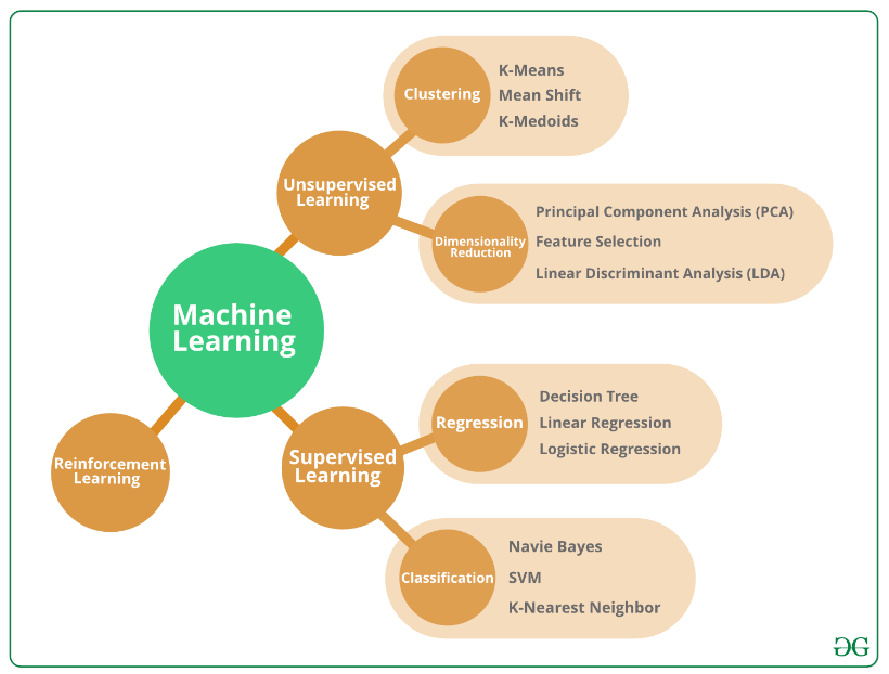 Clustering
K-Means
Mean Shift
K-Medoids
Unsupervised
Learning
Dimensionality
Reduction
Principal Component Analysis (PCA)
Feature Selection
Linear Discriminant Analysis (LDA)
Machine
Learning
Reinforcement
Learning
Supervised
Learning
Regression
Decision Tree
Linear Regression
Logistic Regression
Classification
Navie Bayes
SVM
K-Nearest Neighbor